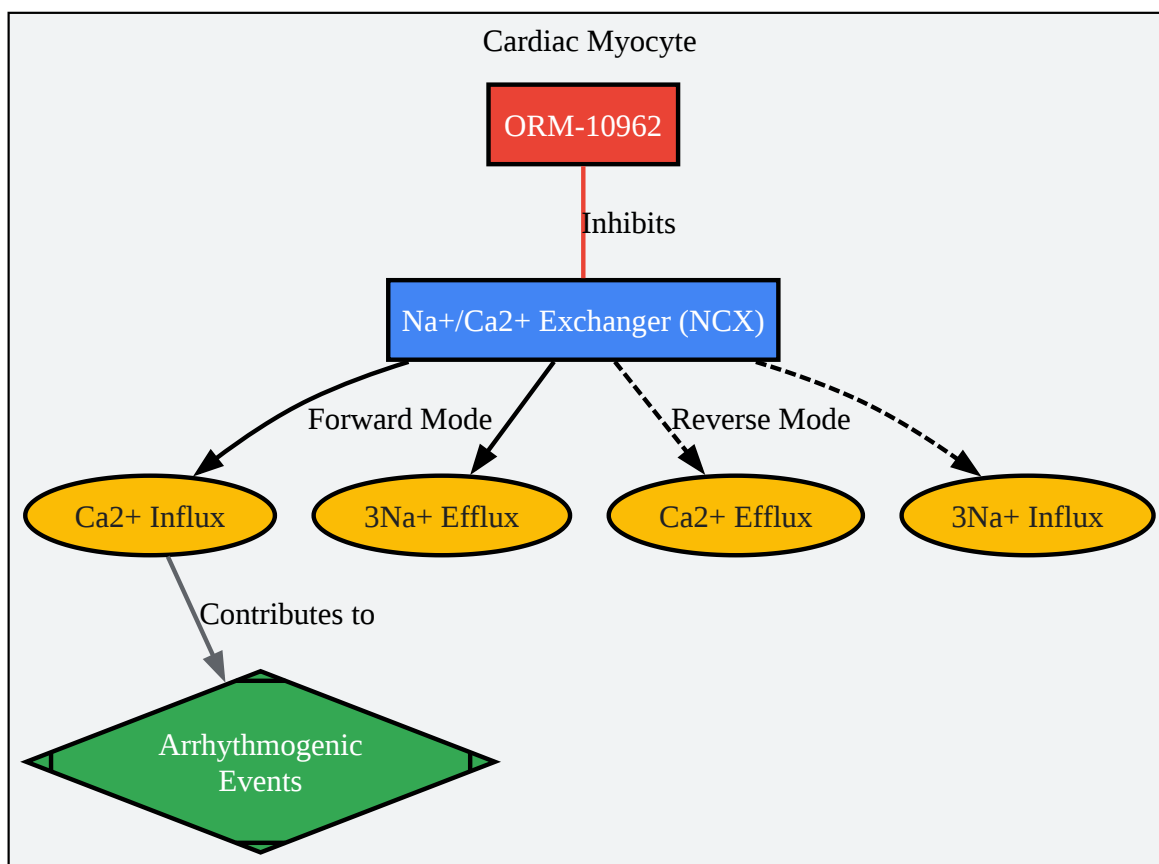 Cardiac Myocyte
ORM-10962
Inhibits
Na+/Ca2+ Exchanger (NCX)
Forward Mode
Reverse Mode
Ca2+ Influx
3Na+ Efflux
Ca2+ Efflux
3Na+ Influx
Contributes to
Arrhythmogenic
Events